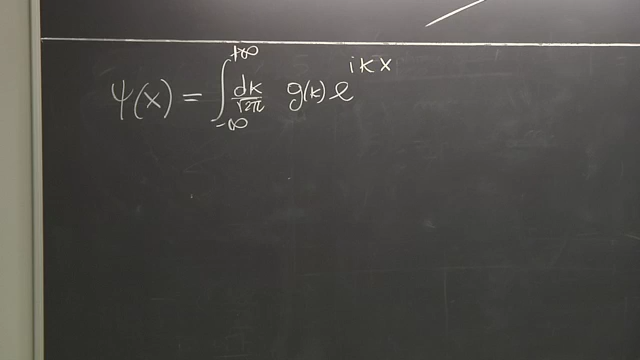 ψ(x) = ∫_{-∞}^{+∞} dk/√2π g(k) e^{ikx}